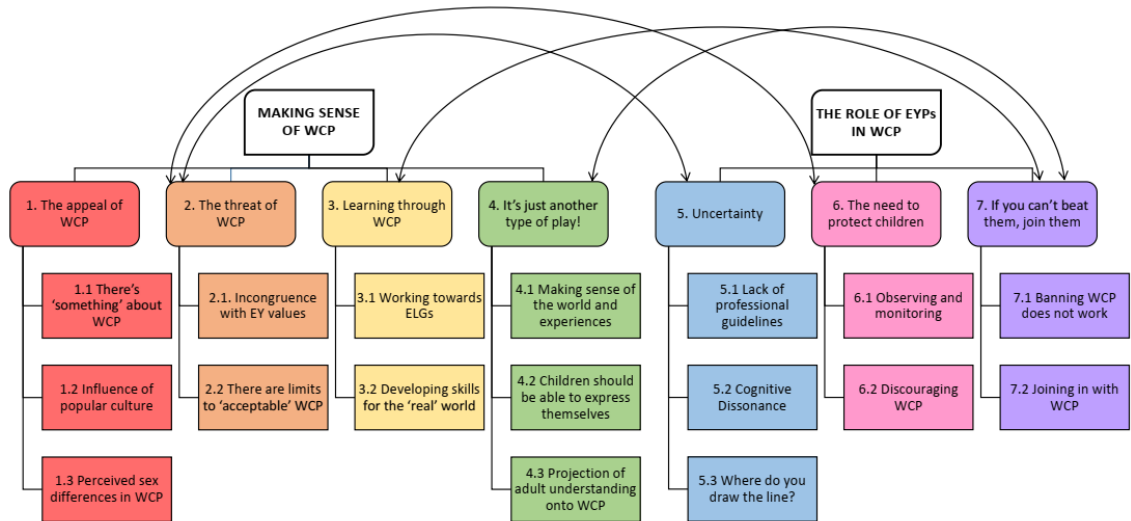 MAKING SENSE
OF WCP
THE ROLE OF EYPs
IN WCP
1. The appeal of
WCP
2. The threat of
WCP
3. Learning through
WCP
4. It’s just another
type of play!
5. Uncertainty
6. The need to
protect children
7. If you can’t beat
them, join them
1.1 There’s
‘something’ about
WCP
2.1. Incongruence
with EY values
3.1 Working towards
ELGs
4.1 Making sense of
the world and
experiences
5.1 Lack of
professional
guidelines
6.1 Observing and
monitoring
7.1 Banning WCP
does not work
1.2 Influence of
popular culture
2.2 There are limits
to ‘acceptable’ WCP
3.2 Developing skills
for the ‘real’ world
4.2 Children should
be able to express
themselves
5.2 Cognitive
Dissonance
6.2 Discouraging
WCP
7.2 Joining in with
WCP
1.3 Perceived sex
differences in WCP
4.3 Projection of
adult understanding
onto WCP
5.3 Where do you
draw the line?